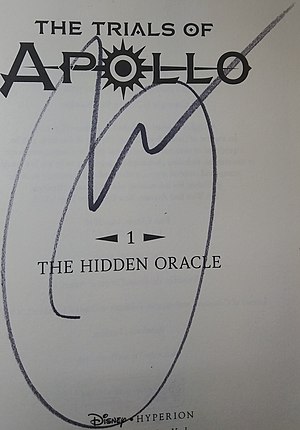 THE TRIALS OF
APOLLO
1
THE HIDDEN ORACLE
Disney • HYPERION